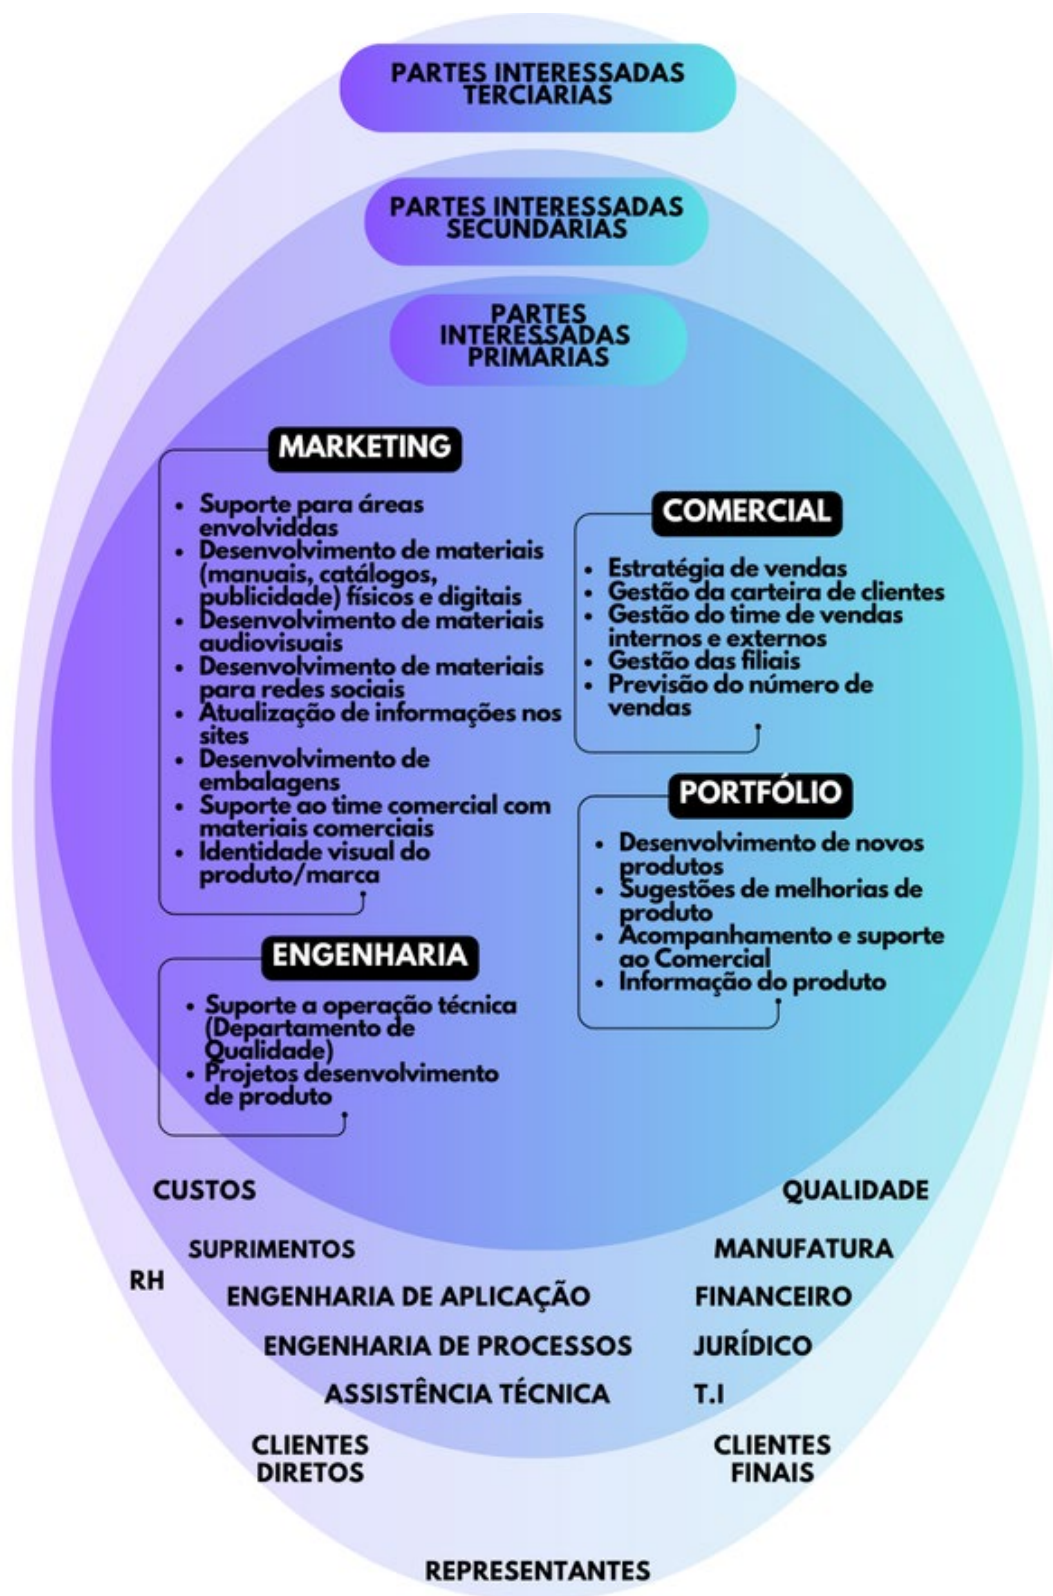 PARTES INTERESSADAS
TERCIARIAS
PARTES INTERESSADAS
SECUNDÁRIAS
PARTES
INTERESSADAS
PRIMÁRIAS
MARKETING
• Suporte para áreas
envolviddas
• Desenvolvimento de materiais
(manuais, catálogos,
publicidade) físicos e digitais
• Desenvolvimento de materiais
audiovisuais
• Desenvolvimento de materiais
para redes sociais
• Atualização de informações nos
sites
• Desenvolvimento de
embalagens
• Suporte ao time comercial com
materiais comerciais
• Identidade visual do
produto/marca
COMERCIAL
• Estratégia de vendas
• Gestão da carteira de clientes
• Gestão do time de vendas
internos e externos
• Gestão das filiais
• Previsão do número de
vendas
PORTFÓLIO
• Desenvolvimento de novos
produtos
• Sugestões de melhorias de
produto
• Acompanhamento e suporte
ao Comercial
• Informação do produto
ENGENHARIA
• Suporte a operação técnica
(Departamento de
Qualidade)
• Projetos desenvolvimento
de produto
CUSTOS
QUALIDADE
SUPRIMENTOS
MANUFATURA
RH
ENGENHARIA DE APLICAÇÃO
FINANCEIRO
ENGENHARIA DE PROCESSOS
JURÍDICO
ASSISTÊNCIA TÉCNICA
T.I
CLIENTES
DIRETOS
CLIENTES
FINAIS
REPRESENTANTES